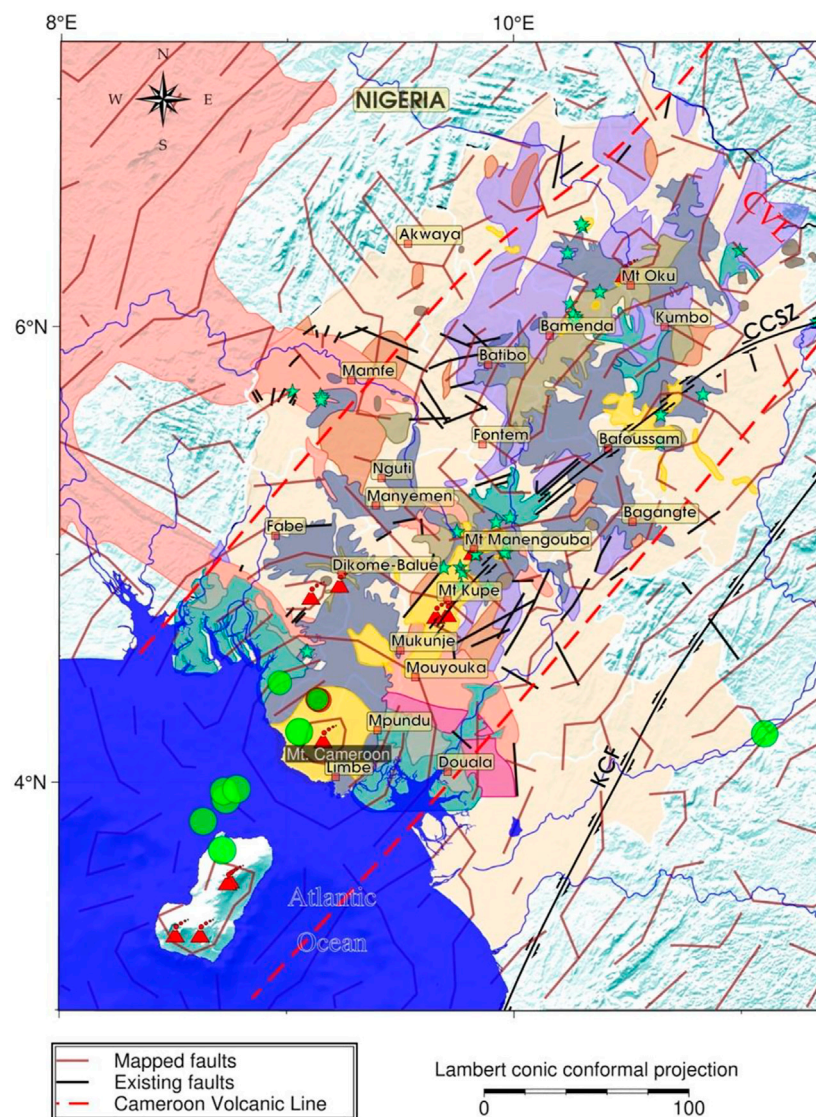 8°E 10°E
N
W E
S
NIGERIA
CVL
Akwaya
Mt Oku
6°N
Kumbo
Bamenda
CCSZ
Batibo
Mamfe
Fontem
Bafoussam
Nguti
Manyemen
Bagangte
Fabe
Mt Manengouba
Dikome-Balue
Mt Kupe
Mukunje
Mouyouka
Mpundu
Mt. Cameroon
Limbe
Douala
4°N
KCF
Atlantic
Ocean
Mapped faults
Existing faults
Cameroon Volcanic Line
Lambert conic conformal projection
0 100